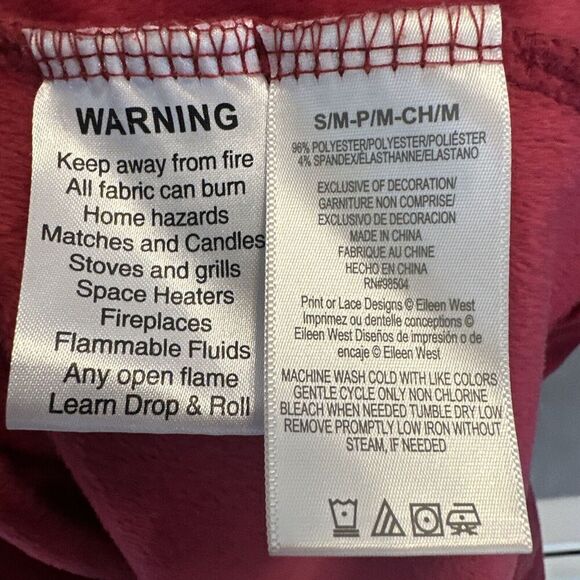 WARNING
Keep away from fire
All fabric can burn
Home hazards
Matches and Candles
Stoves and grills
Space Heaters
Fireplaces
Flammable Fluids
Any open flame
Learn Drop & Roll
S/M-P/M-CH/M
96% POLYESTER/POLYESTER/POLIÉSTER
4% SPANDEX/ÉLASTHANNE/ELASTANO
EXCLUSIVE OF DECORATION/
GARNITURE NON COMPRISE/
EXCLUSIVO DE DECORACION
MADE IN CHINA
FABRIQUE AU CHINE
HECHO EN CHINA
RN#98504
Print or Lace Designs © Eileen West
Imprimez ou dentelle conceptions ©
Eileen West Diseños de impresión o de
encaje © Eileen West
MACHINE WASH COLD WITH LIKE COLORS
GENTLE CYCLE ONLY NON CHLORINE
BLEACH WHEN NEEDED TUMBLE DRY LOW
REMOVE PROMPTLY LOW IRON WITHOUT
STEAM, IF NEEDED